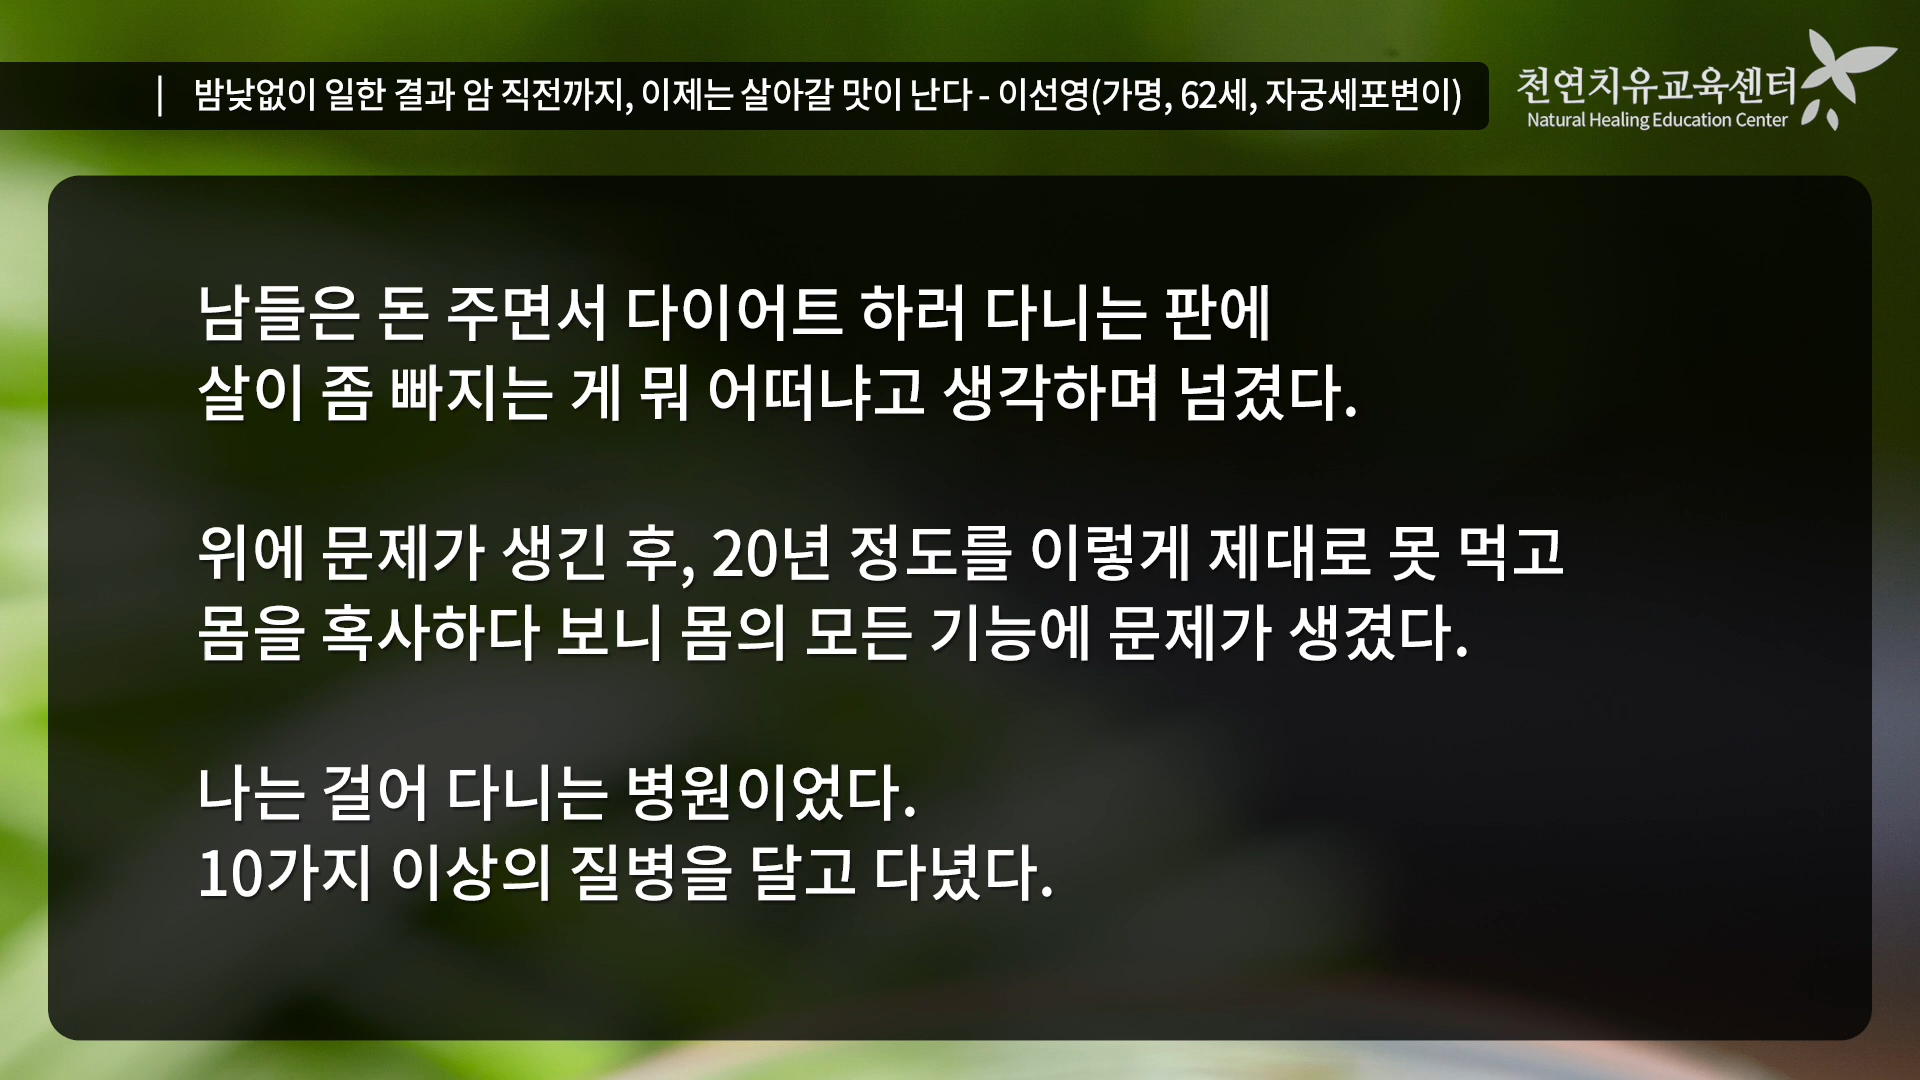 밤낮없이 일한 결과 암 직전까지, 이제는 살아갈 맛이 난다 - 이선영(가명, 62세, 자궁세포변이)
천연치유교육센터
Natural Healing Education Center
남들은 돈 주면서 다이어트 하러 다니는 판에
살이 좀 빠지는 게 뭐 어떠냐고 생각하며 넘겼다.
위에 문제가 생긴 후, 20년 정도를 이렇게 제대로 못 먹고
몸을 혹사하다 보니 몸의 모든 기능에 문제가 생겼다.
나는 걸어 다니는 병원이었다.
10가지 이상의 질병을 달고 다녔다.